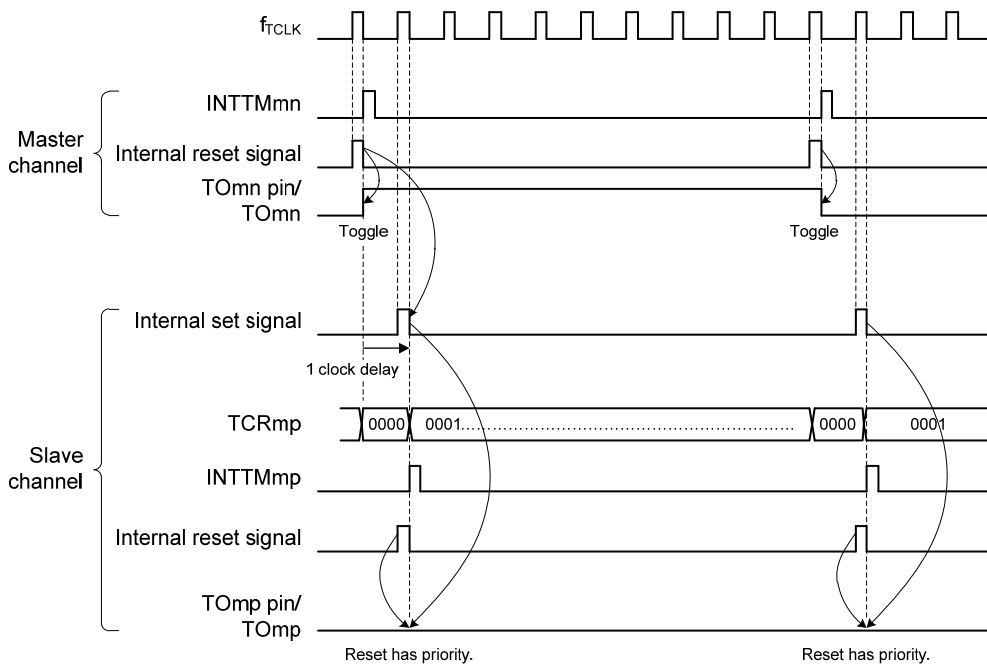 fTCLK
INTTMmn
Master
channel
Internal reset signal
TOmn pin/
TOmn
Toggle
Toggle
Internal set signal
1 clock delay
TCRmp
0000
0001
0000
0001
Slave
channel
INTTMmp
Internal reset signal
TOmp pin/
TOmp
Reset has priority.
Reset has priority.